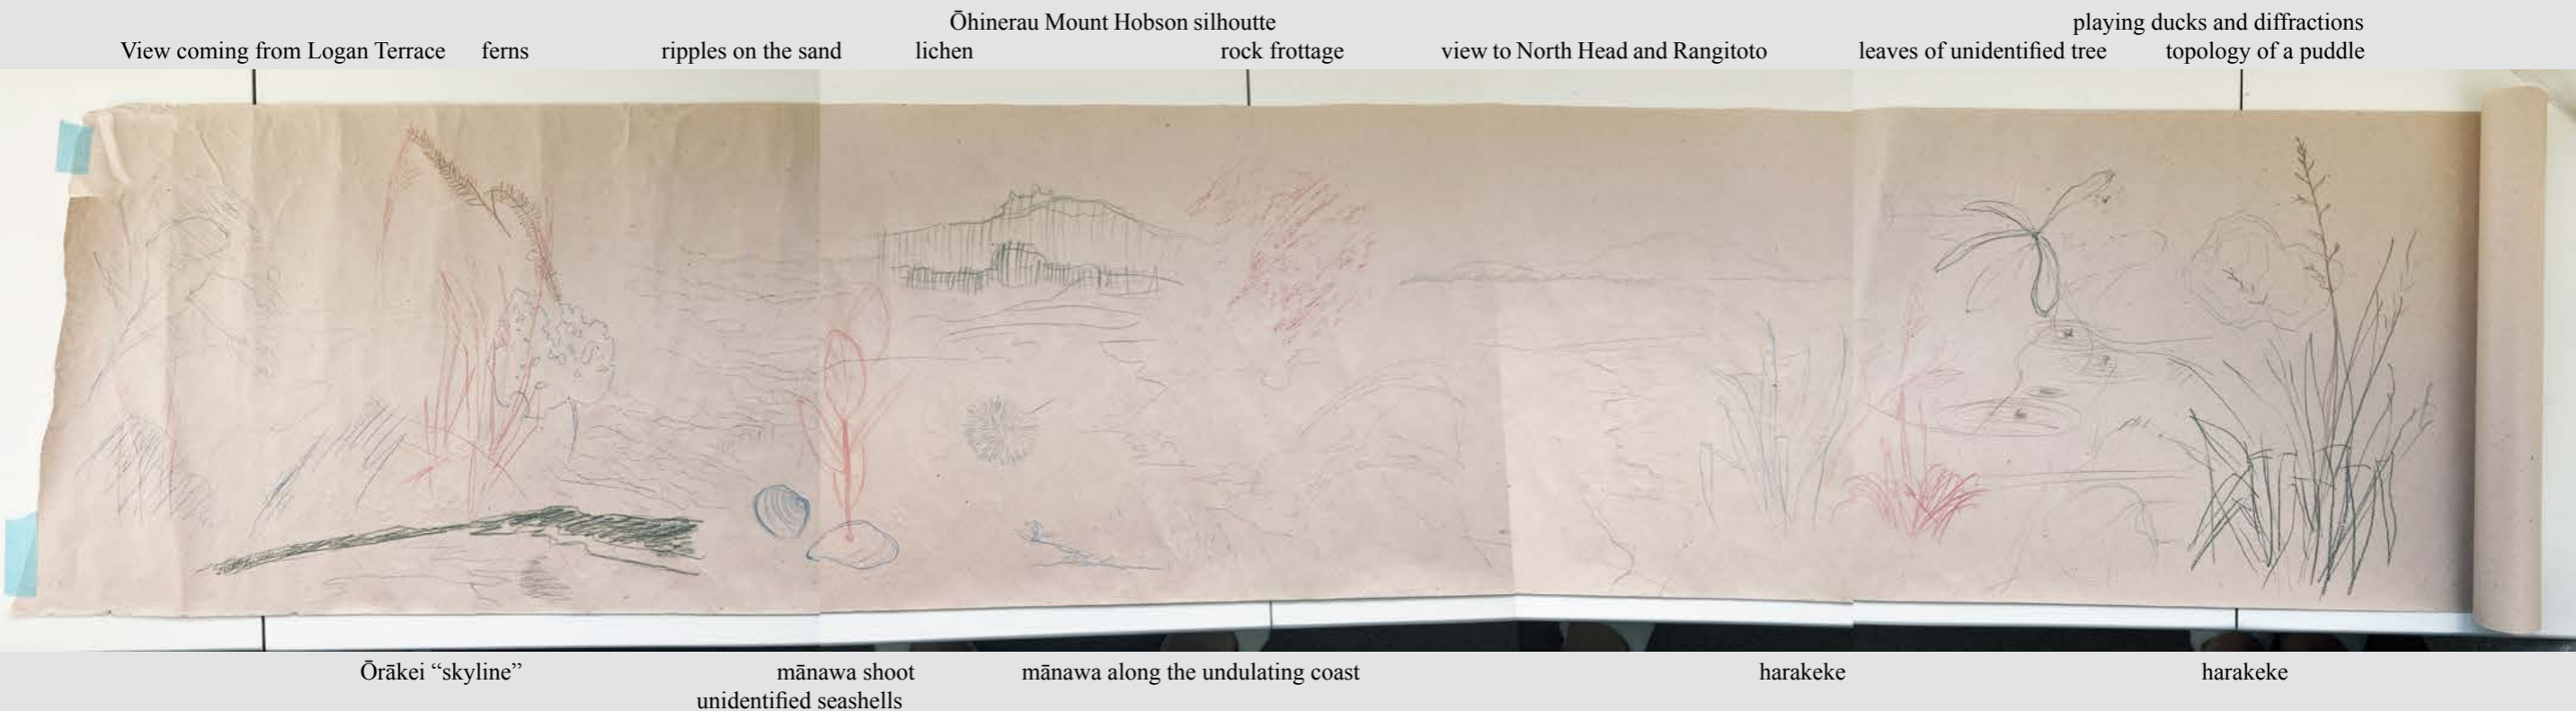 Ōhinerau Mount Hobson silhoutte
playing ducks and diffractions
View coming from Logan Terrace
ferns
ripples on the sand
lichen
rock frottage
view to North Head and Rangitoto
leaves of unidentified tree
topology of a puddle
Ōrākei “skyline”
mānawa shoot
mānawa along the undulating coast
harakeke
harakeke
unidentified seashells